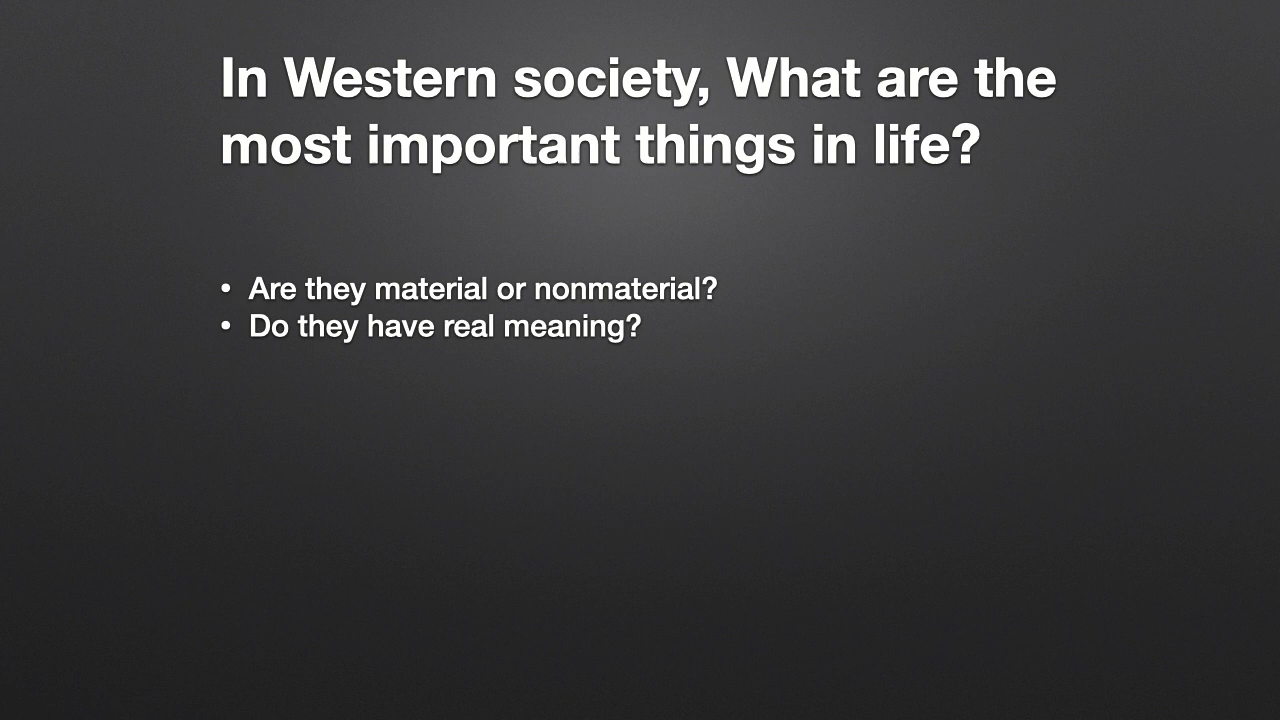 In Western society, What are the
most important things in life?
• Are they material or nonmaterial?
• Do they have real meaning?